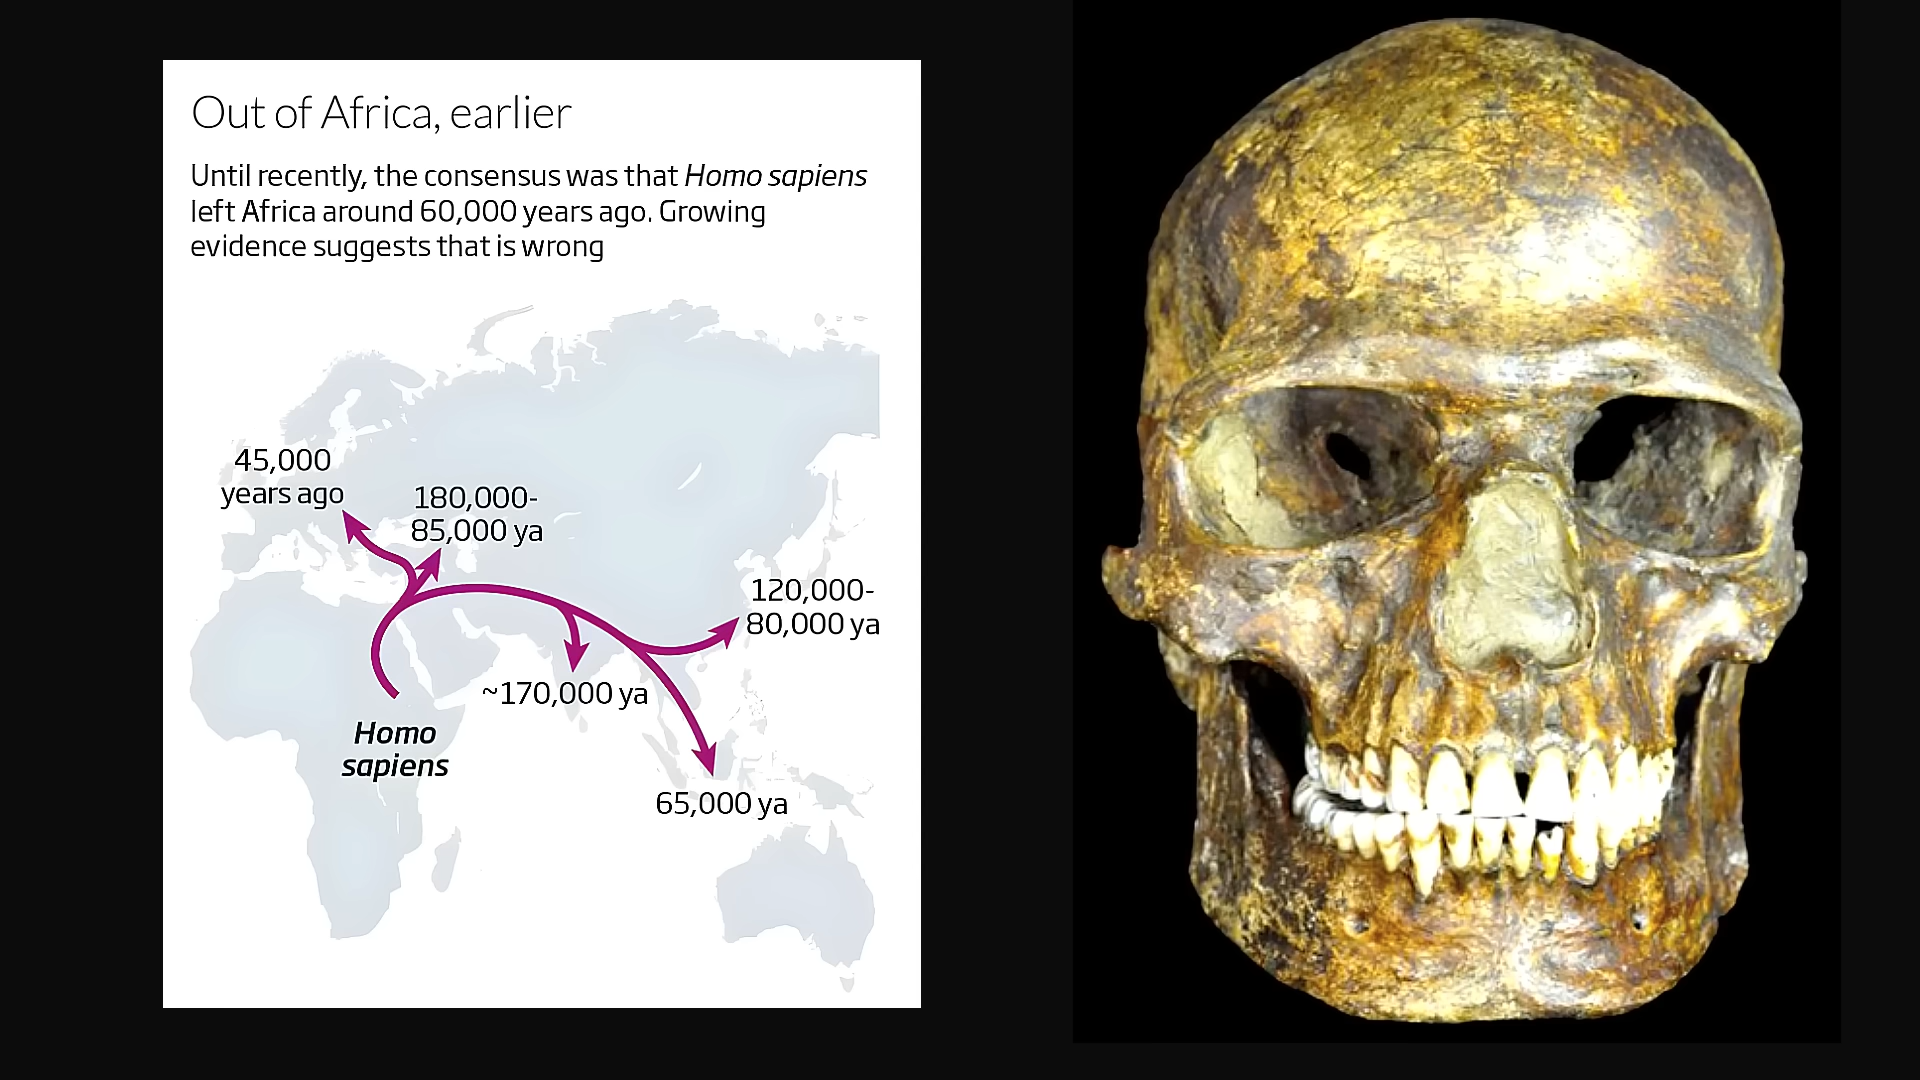 Out of Africa, earlier
Until recently, the consensus was that Homo sapiens
left Africa around 60,000 years ago. Growing
evidence suggests that is wrong
45,000
years ago
180,000-
85,000 ya
120,000-
80,000 ya
~170,000 ya
Homo
sapiens
65,000 ya